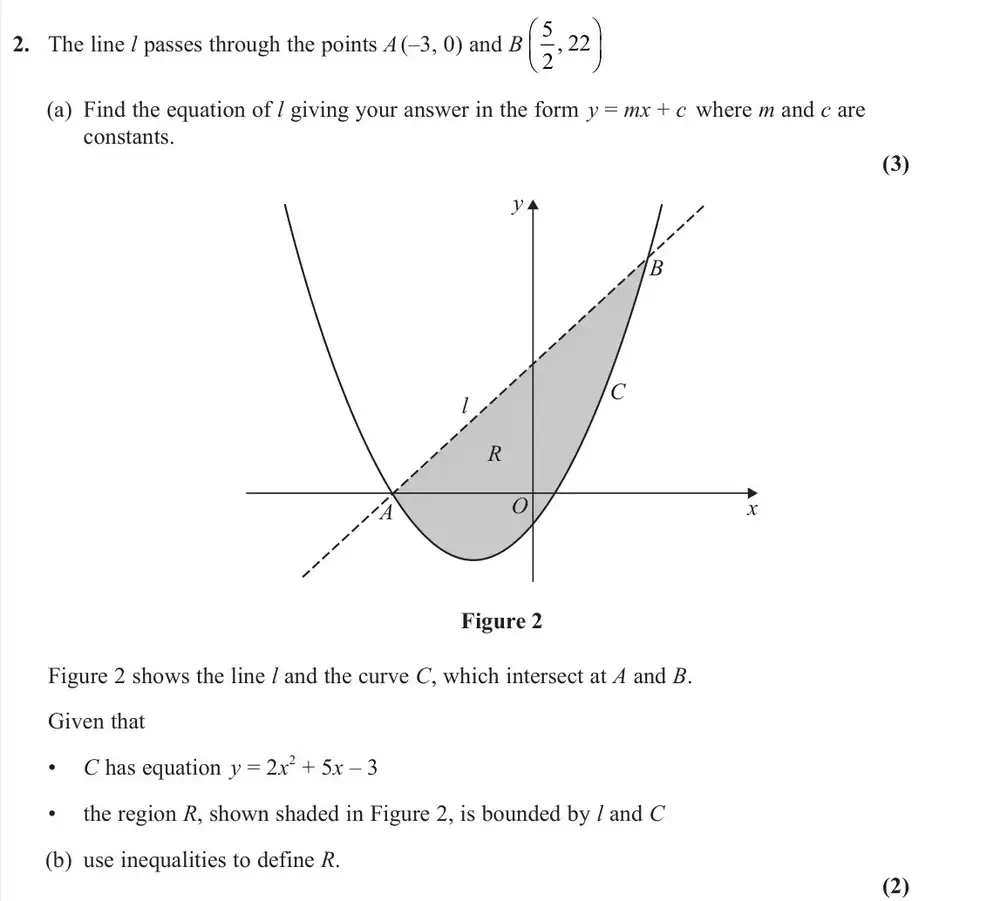 2. The line l passes through the points A (–3, 0) and B (5/2, 22)
(a) Find the equation of l giving your answer in the form y = mx + c where m and c are
constants.
(3)
y
B
C
l
R
A
O
x
Figure 2
Figure 2 shows the line l and the curve C, which intersect at A and B.
Given that
• C has equation y = 2x² + 5x – 3
• the region R, shown shaded in Figure 2, is bounded by l and C
(b) use inequalities to define R.
(2)